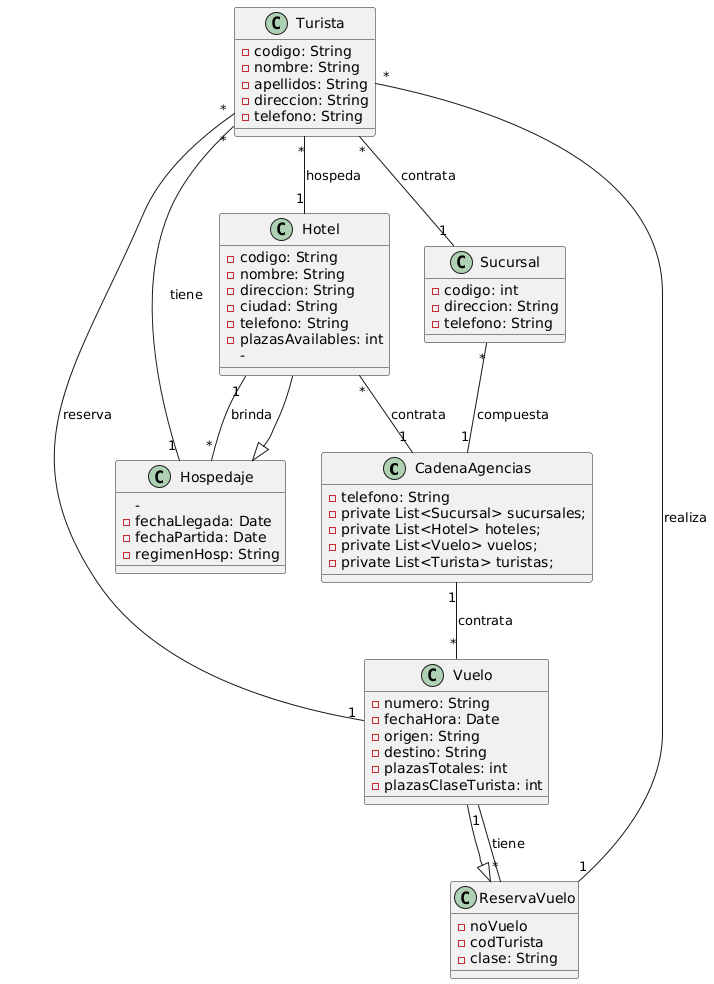 C Turista
codigo: String
nombre: String
apellidos: String
direccion: String
telefono: String
*
*
*
*
*
hospeda
contrata
1
1
C Hotel
codigo: String
nombre: String
direccion: String
ciudad: String
telefono: String
plazasAvailables: int
-
C Sucursal
codigo: int
direccion: String
telefono: String
tiene
1
*
*
reserva
brinda
contrata
compuesta
1
*
1
1
C Hospedaje
-
fechaLlegada: Date
fechaPartida: Date
regimenHosp: String
C CadenaAgencias
telefono: String
private List<Sucursal> sucursales;
private List<Hotel> hoteles;
private List<Vuelo> vuelos;
private List<Turista> turistas;
realiza
1
contrata
*
C Vuelo
numero: String
fechaHora: Date
origen: String
destino: String
plazasTotales: int
plazasClaseTurista: int
1
1
tiene
*
1
C ReservaVuelo
noVuelo
codTurista
clase: String